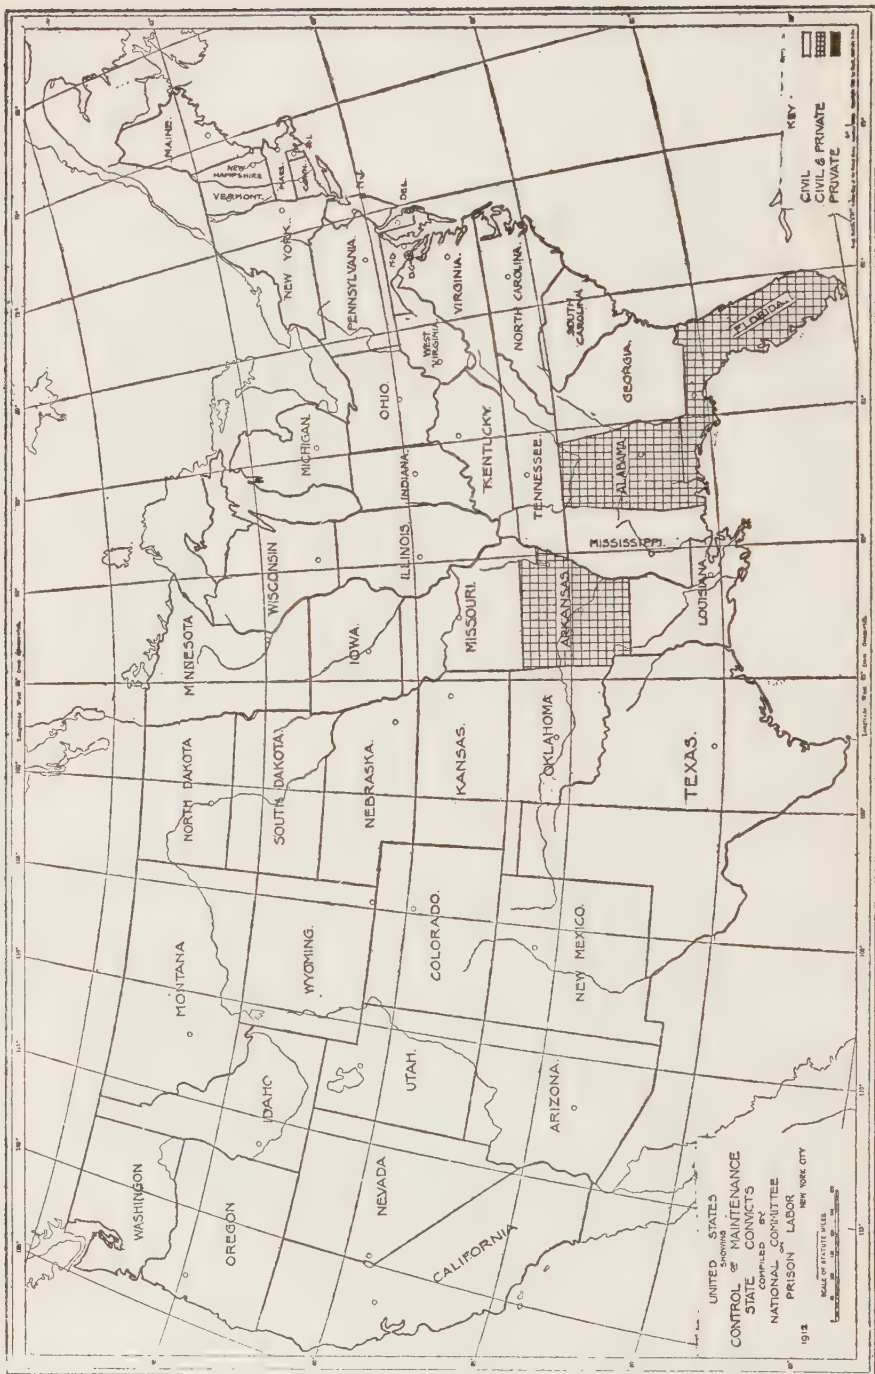 UNITED STATES
SHOWING
CONTROL OF MAINTENANCE
STATE CONVICTS
COMPILED BY
NATIONAL COMMITTEE
ON
PRISON LABOR
1912 NEW YORK CITY
SCALE OF STATUTE MILES
KEY.
CIVIL
CIVIL & PRIVATE
PRIVATE
WASHINGTON
OREGON
CALIFORNIA
NEVADA
IDAHO
MONTANA
WYOMING.
UTAH.
ARIZONA.
COLORADO.
NEW MEXICO.
NORTH DAKOTA
SOUTH DAKOTA.
NEBRASKA.
KANSAS.
OKLAHOMA
TEXAS.
MINNESOTA
IOWA.
MISSOURI.
ARKANSAS.
LOUISIANA.
WISCONSIN
ILLINOIS.
MISSISSIPPI.
MICHIGAN.
INDIANA.
OHIO.
KENTUCKY.
TENNESSEE.
ALABAMA.
GEORGIA.
FLORIDA.
SOUTH
CAROLINA.
NORTH CAROLINA.
VIRGINIA.
WEST
VIRGINIA
PENNSYLVANIA.
NEW YORK.
MD
D.C.
DEL.
N.J.
CONN.
R.I.
MASS.
VERMONT.
NEW
HAMPSHIRE
MAINE.